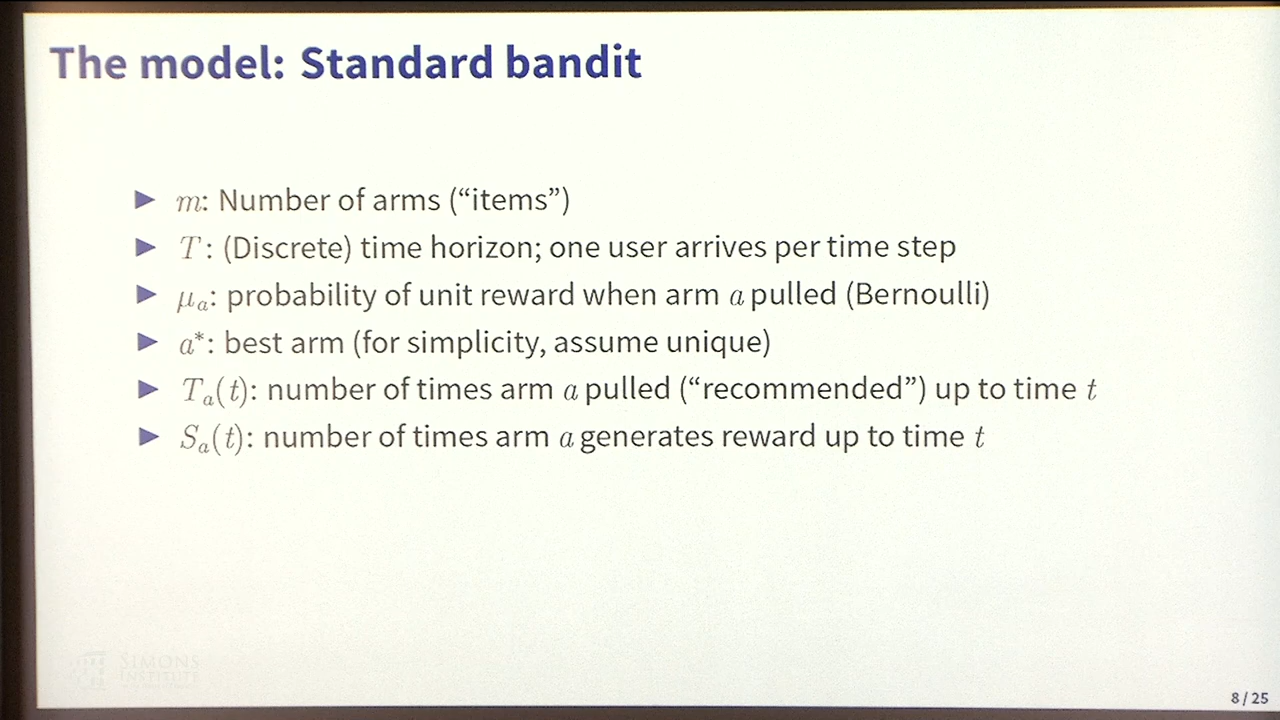 The model: Standard bandit
▶ m: Number of arms (“items”)
▶ T: (Discrete) time horizon; one user arrives per time step
▶ μₐ: probability of unit reward when arm a pulled (Bernoulli)
▶ a*: best arm (for simplicity, assume unique)
▶ Tₐ(t): number of times arm a pulled (“recommended”) up to time t
▶ Sₐ(t): number of times arm a generates reward up to time t
SIMONS
INSTITUTE
8 / 25